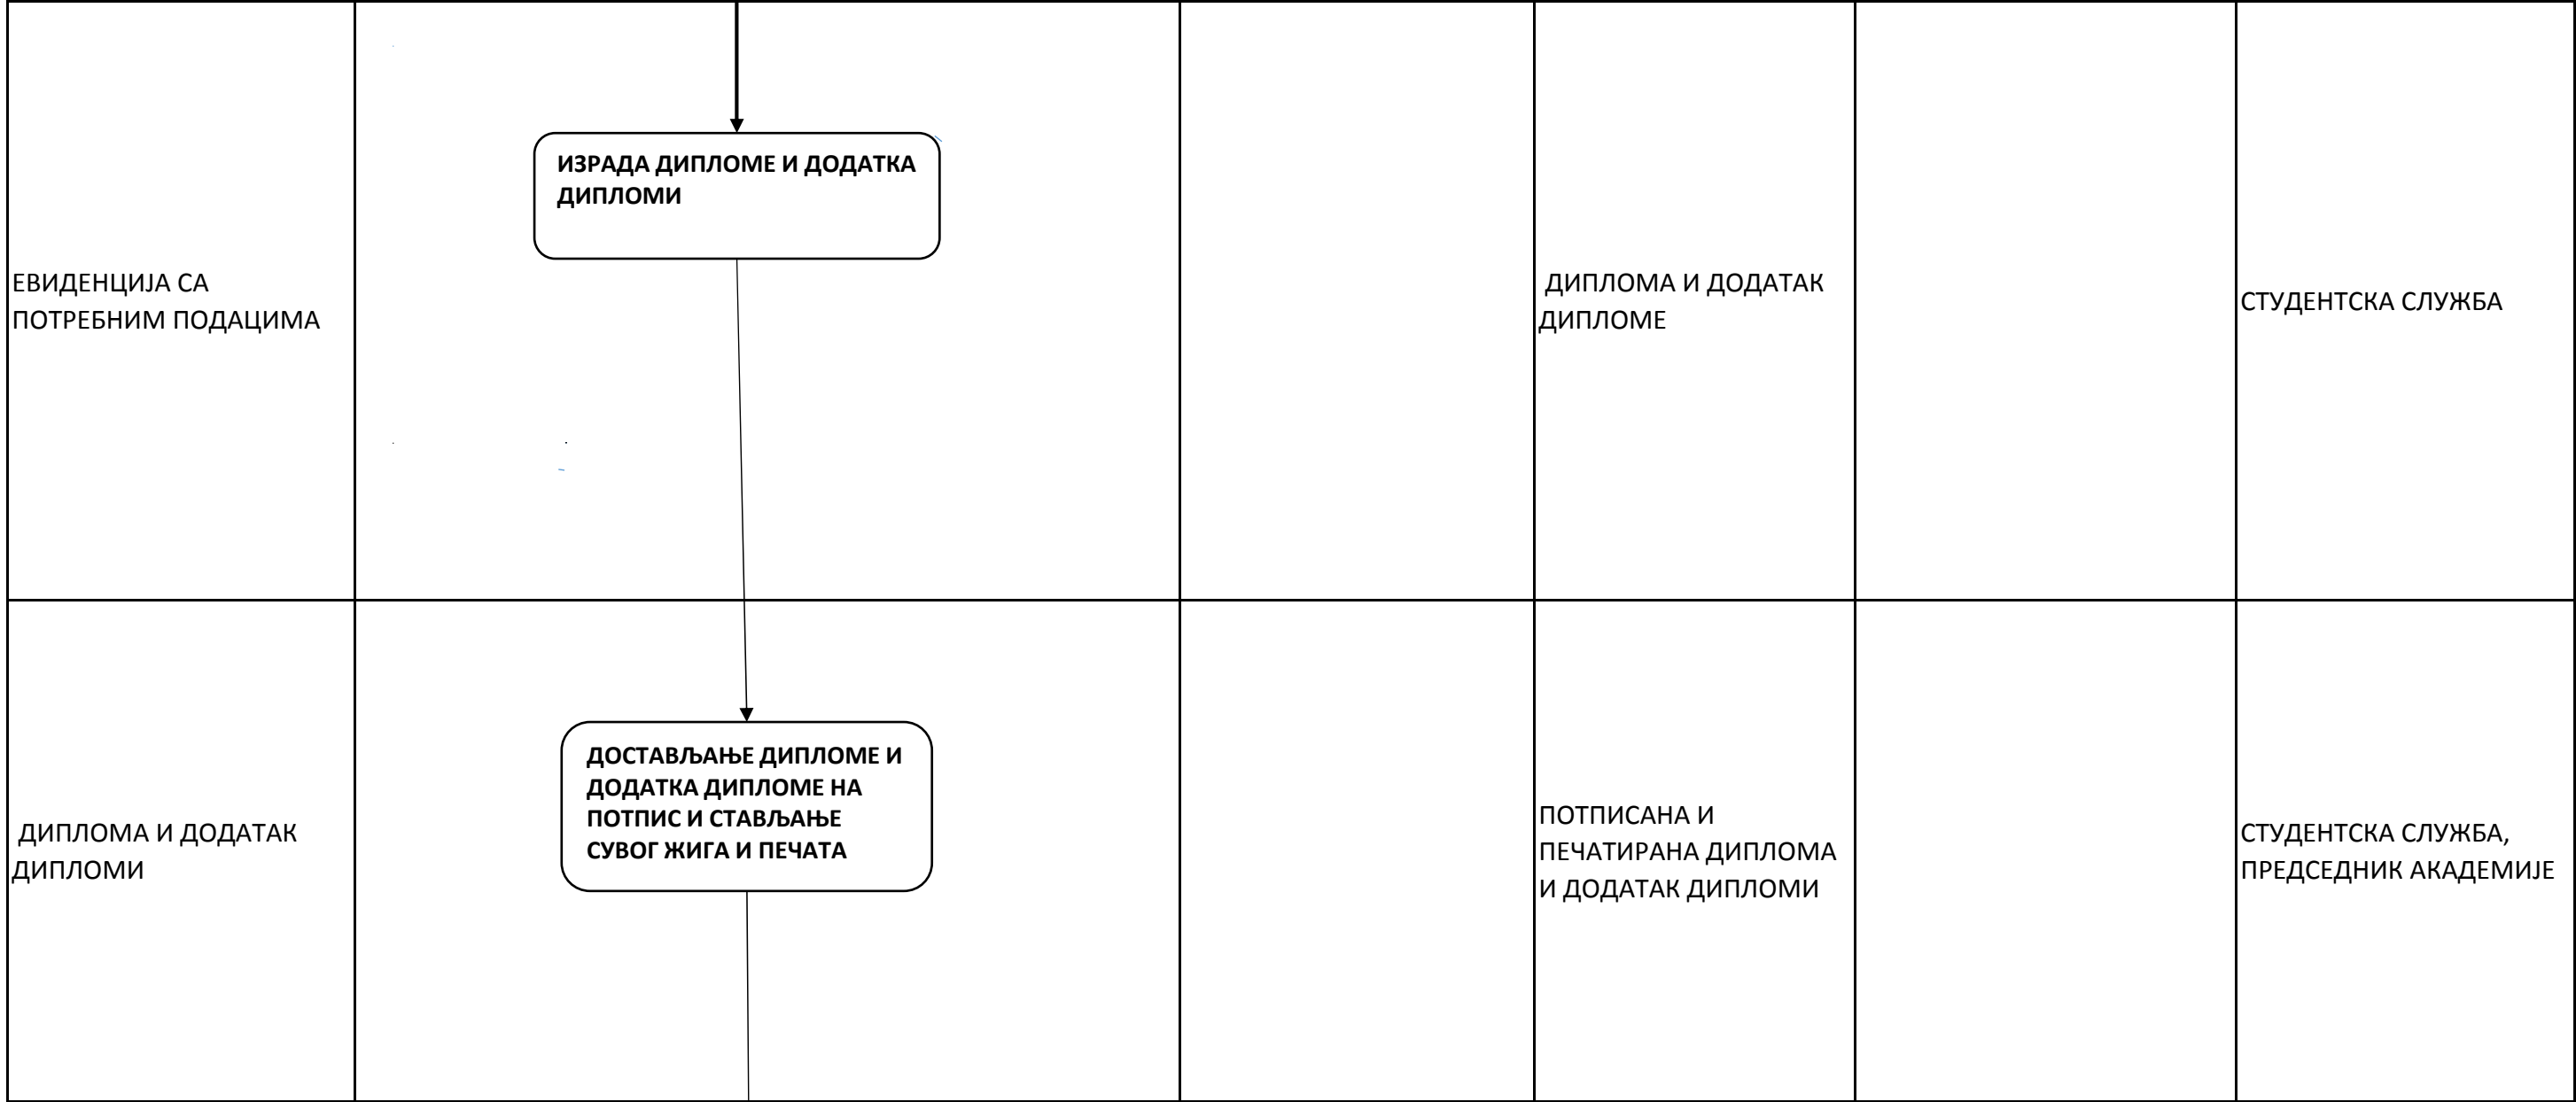 ИЗРАДА ДИПЛОМЕ И ДОДАТКА
ДИПЛОМИ
ЕВИДЕНЦИЈА СА
ПОТРЕБНИМ ПОДАЦИМА
ДИПЛОМА И ДОДАТАК
ДИПЛОМЕ
СТУДЕНТСКА СЛУЖБА
ДИПЛОМА И ДОДАТАК
ДИПЛОМИ
ДОСТАВЉАЊЕ ДИПЛОМЕ И
ДОДАТКА ДИПЛОМЕ НА
ПОТПИС И СТАВЉАЊЕ
СУВОГ ЖИГА И ПЕЧАТА
ПОТПИСАНА И
ПЕЧАТИРАНА ДИПЛОМА
И ДОДАТАК ДИПЛОМИ
СТУДЕНТСКА СЛУЖБА,
ПРЕДСЕДНИК АКАДЕМИЈЕ